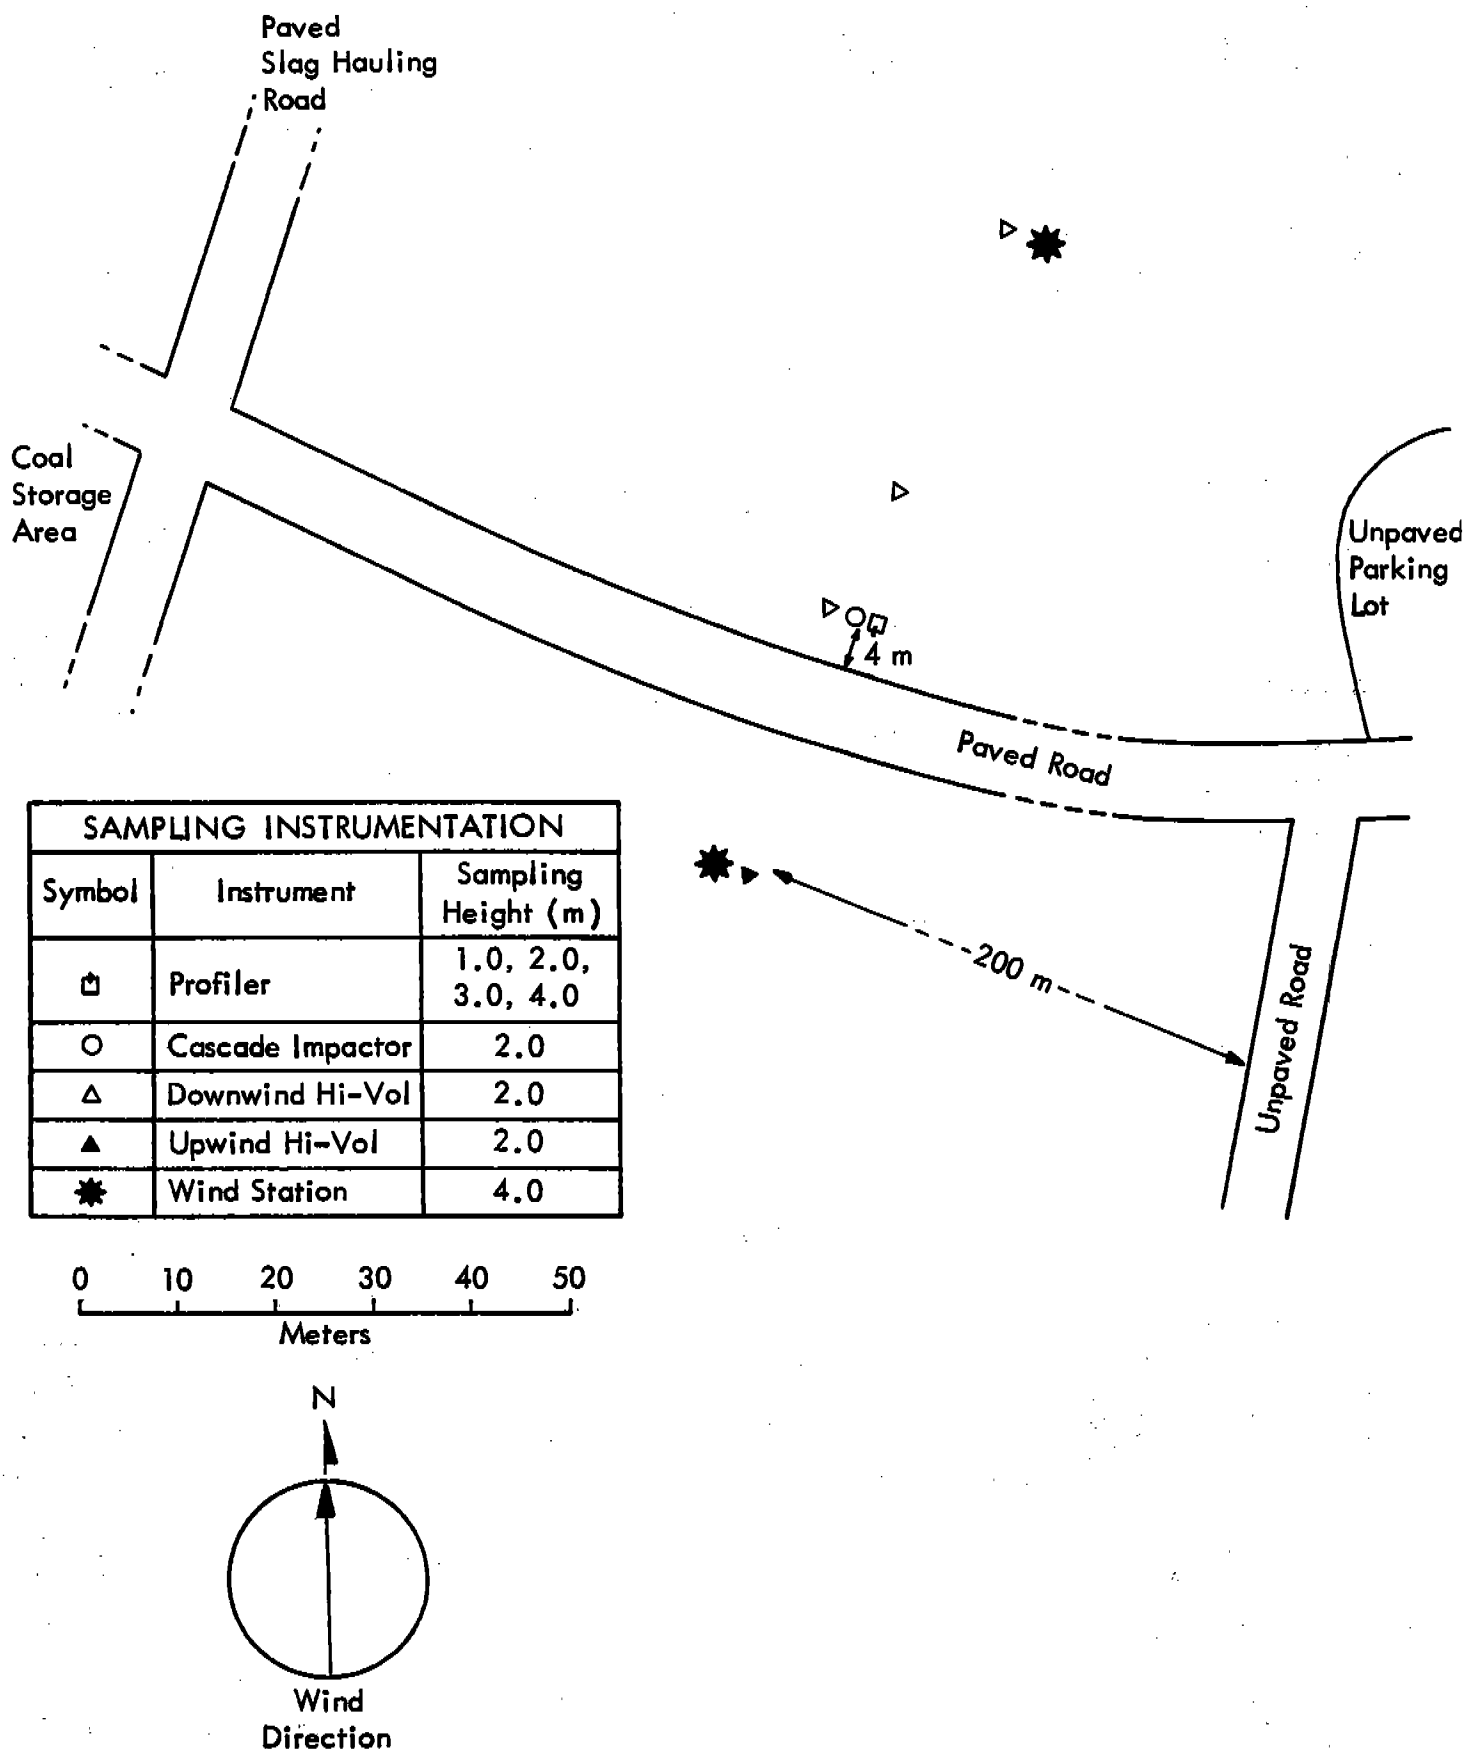 Paved
Slag Hauling
Road
Coal
Storage
Area
Unpaved
Parking
Lot
4 m
Paved Road
200 m
Unpaved Road
SAMPLING INSTRUMENTATION
Symbol Instrument Sampling
Height (m)
Profiler 1.0, 2.0,
3.0, 4.0
Cascade Impactor 2.0
Downwind Hi-Vol 2.0
Upwind Hi-Vol 2.0
Wind Station 4.0
0 10 20 30 40 50
Meters
N
Wind
Direction